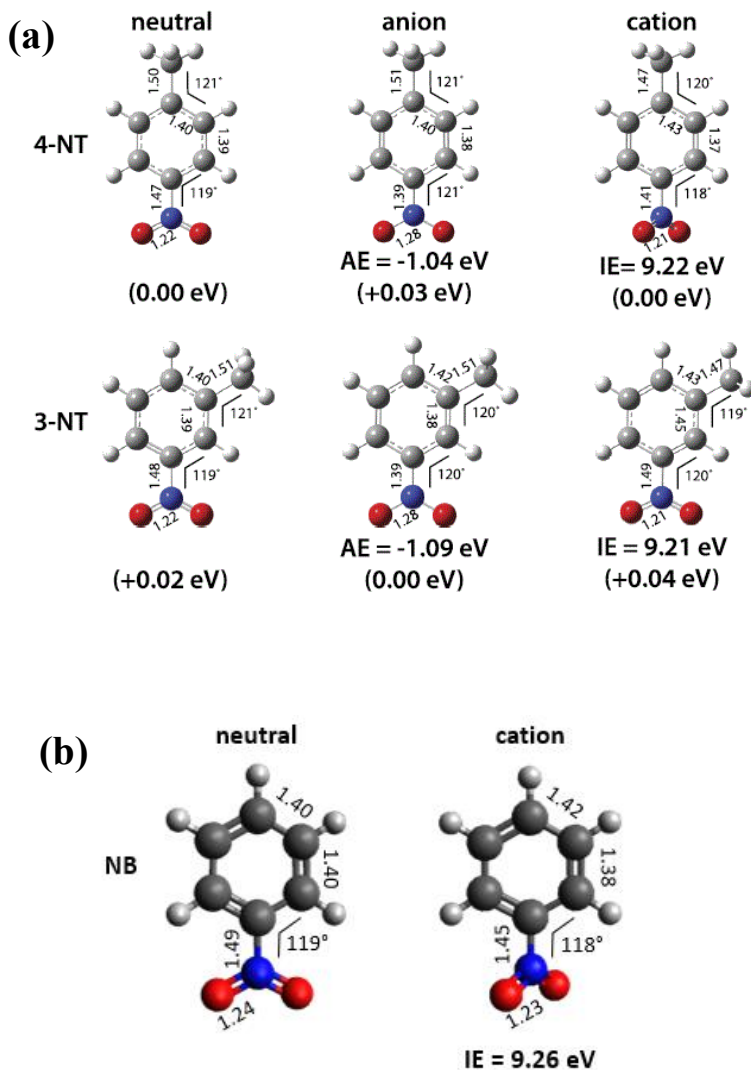 (a)
neutral anion cation
4-NT
1.50 121° 1.40 1.39 1.47 119° 1.22
1.51 121° 1.40 1.38 1.39 121° 1.28
1.47 120° 1.43 1.37 1.41 118° 1.21
AE = -1.04 eV IE= 9.22 eV
(0.00 eV) (+0.03 eV) (0.00 eV)
3-NT
1.40 1.51 121° 1.39 1.48 119° 1.22
1.42 1.51 120° 1.38 1.39 120° 1.28
1.43 1.47 119° 1.45 1.49 120° 1.21
AE = -1.09 eV IE = 9.21 eV
(+0.02 eV) (0.00 eV) (+0.04 eV)
(b)
neutral cation
NB
1.40 1.40 1.49 119° 1.24
1.42 1.38 1.45 118° 1.23
IE = 9.26 eV